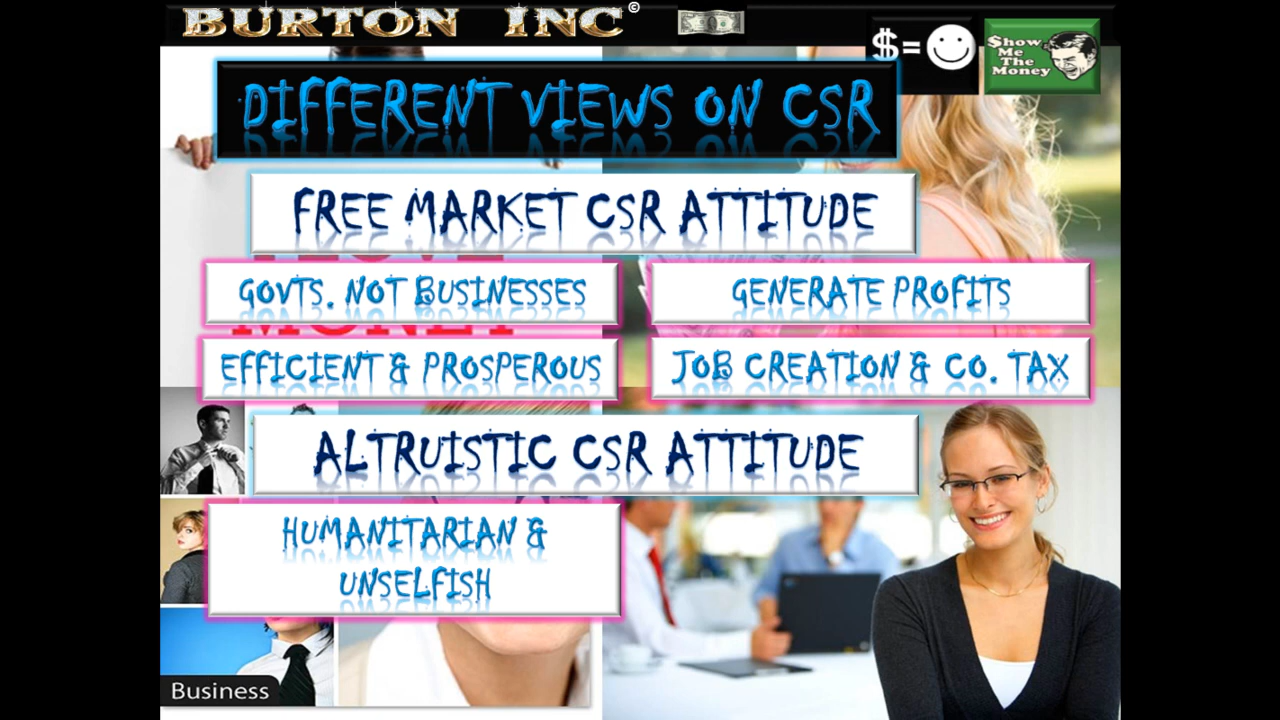 BURTON INC©
$=
Show
Me
The
Money
DIFFERENT VIEWS ON CSR
FREE MARKET CSR ATTITUDE
GOVTS. NOT BUSINESSES
GENERATE PROFITS
MONEY
EFFICIENT & PROSPEROUS
JOB CREATION & CO. TAX
ALTRUISTIC CSR ATTITUDE
HUMANITARIAN &
UNSELFISH
Business